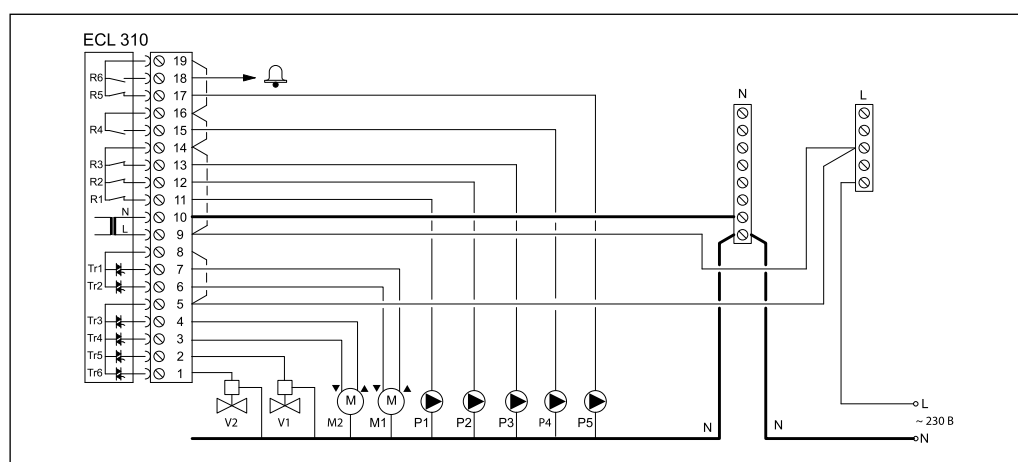 ECL 310
19
R6 18
R5 17
16
R4 15
14
R3 13
R2 12
R1 11
N 10
L 9
8
Tr1 7
Tr2 6
5
Tr3 4
Tr4 3
Tr5 2
Tr6 1
N L
M M
V2 V1 M2 M1 P1 P2 P3 P4 P5
N N
L
~ 230 В
N